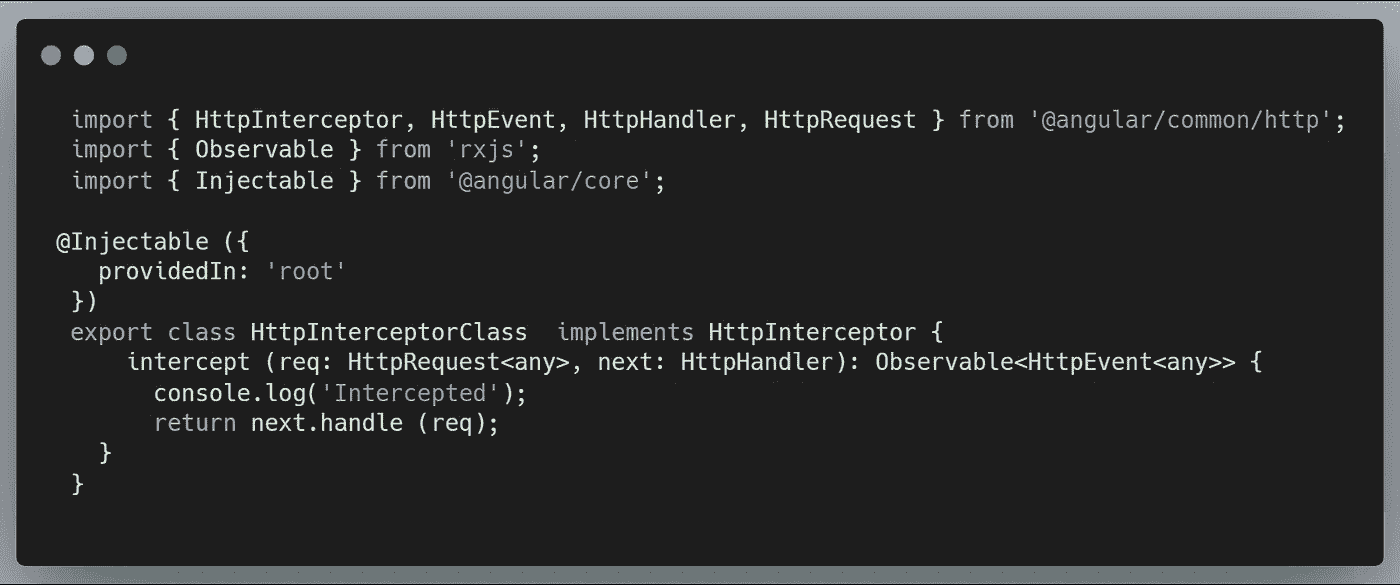 import { HttpInterceptor, HttpEvent, HttpHandler, HttpRequest } from '@angular/common/http';
import { Observable } from 'rxjs';
import { Injectable } from '@angular/core';
@Injectable ({
providedIn: 'root'
})
export class HttpInterceptorClass  implements HttpInterceptor {
intercept (req: HttpRequest<any>, next: HttpHandler): Observable<HttpEvent<any>> {
console.log('Intercepted');
return next.handle (req);
}
}